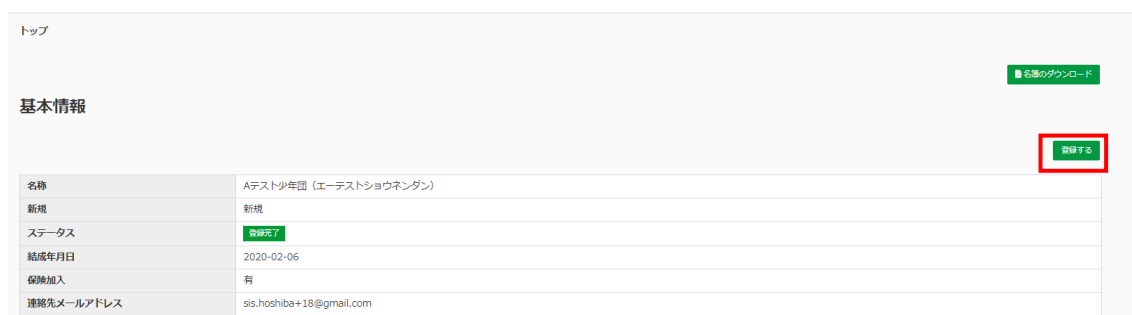 トップ
名簿のダウンロード
基本情報
登録する
名称 Aテスト少年団（エーテストショウネンダン）
新規 新規
ステータス 登録完了
結成年月日 2020-02-06
保険加入 有
連絡先メールアドレス sis.hoshiba+18@gmail.com